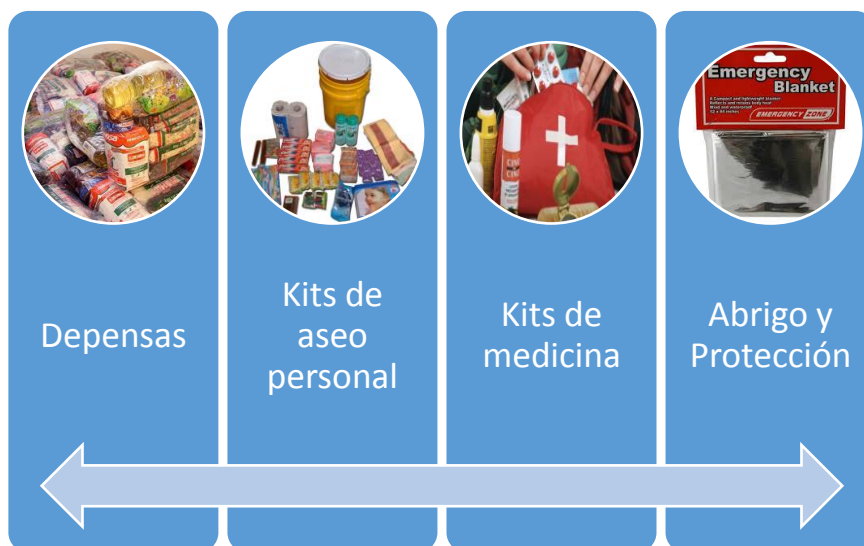 Depensas
Kits de
aseo
personal
Kits de
medicina
Abrigo y
Protección
Emergency
Blanket
EMERGENCY ZONE